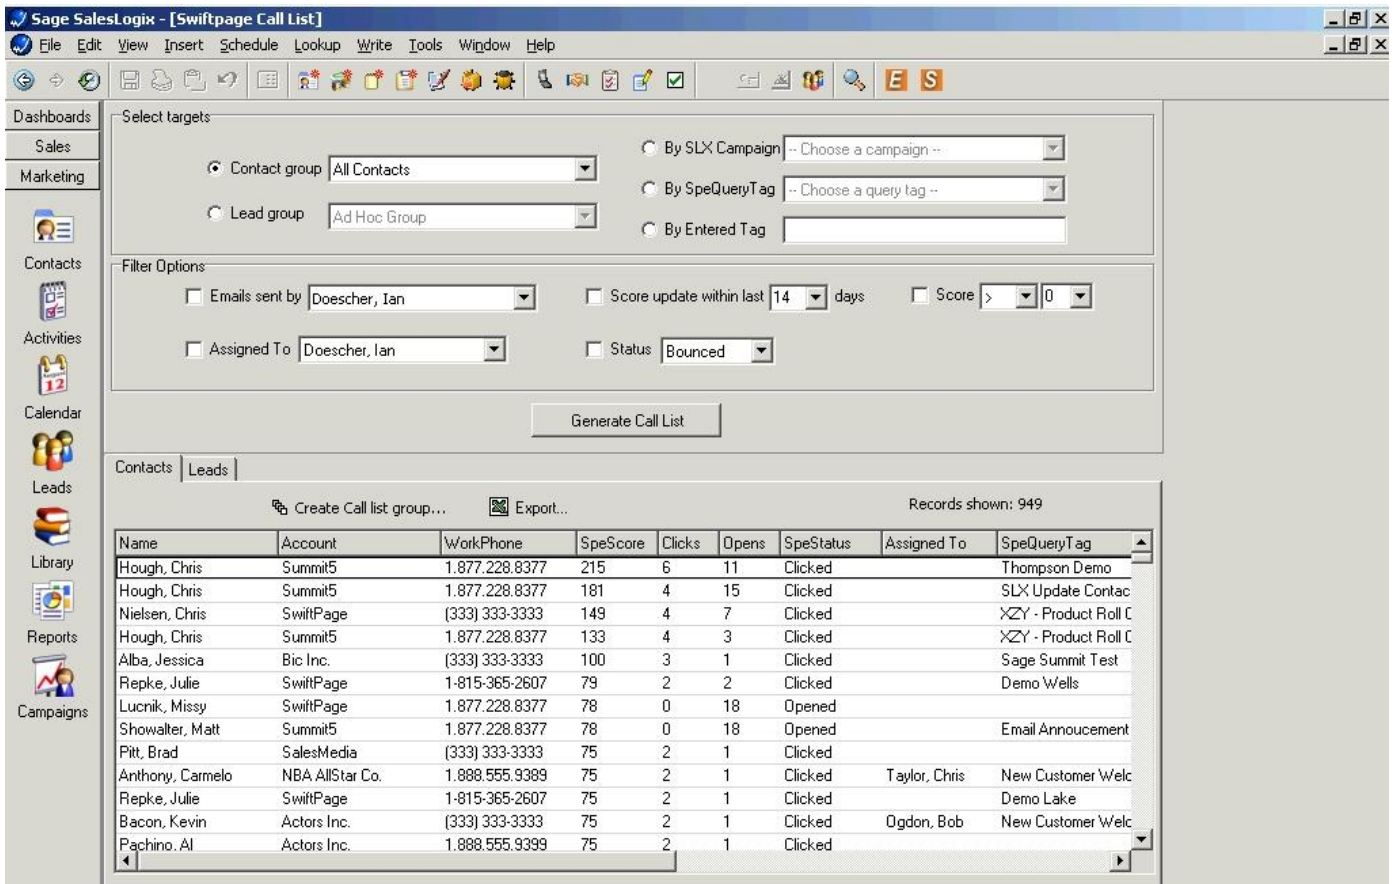 Sage SalesLogix - [Swiftpage Call List]
File Edit View Insert Schedule Lookup Write Tools Window Help
E S
Dashboards
Sales
Marketing
Contacts
Activities
August
12
Calendar
Leads
Library
Reports
Campaigns
Select targets
Contact group All Contacts
Lead group Ad Hoc Group
By SLX Campaign -- Choose a campaign --
By SpeQueryTag -- Choose a query tag --
By Entered Tag
Filter Options
Emails sent by Doescher, Ian Score update within last 14 days Score > 0
Assigned To Doescher, Ian Status Bounced
Generate Call List
Contacts Leads
Create Call list group... Export... Records shown: 949
Name Account WorkPhone SpeScore Clicks Opens SpeStatus Assigned To SpeQueryTag
Hough, Chris Summit5 1.877.228.8377 215 6 11 Clicked Thompson Demo
Hough, Chris Summit5 1.877.228.8377 181 4 15 Clicked SLX Update Contac
Nielsen, Chris SwiftPage (333) 333-3333 149 4 7 Clicked XZY - Product Roll
Hough, Chris Summit5 1.877.228.8377 133 4 3 Clicked XZY - Product Roll
Alba, Jessica Bic Inc. (333) 333-3333 100 3 1 Clicked Sage Summit Test
Repke, Julie SwiftPage 1-815-365-2607 79 2 2 Clicked Demo Wells
Lucnik, Missy SwiftPage 1.877.228.8377 78 0 18 Opened
Showalter, Matt Summit5 1.877.228.8377 78 0 18 Opened Email Annoucement
Pitt, Brad SalesMedia (333) 333-3333 75 2 1 Clicked
Anthony, Carmelo NBA AllStar Co. 1.888.555.9389 75 2 1 Clicked Taylor, Chris New Customer Welc
Repke, Julie SwiftPage 1-815-365-2607 75 2 1 Clicked Demo Lake
Bacon, Kevin Actors Inc. (333) 333-3333 75 2 1 Clicked Ogdon, Bob New Customer Welc
Pachino, Al Actors Inc. 1.888.555.9399 75 2 1 Clicked